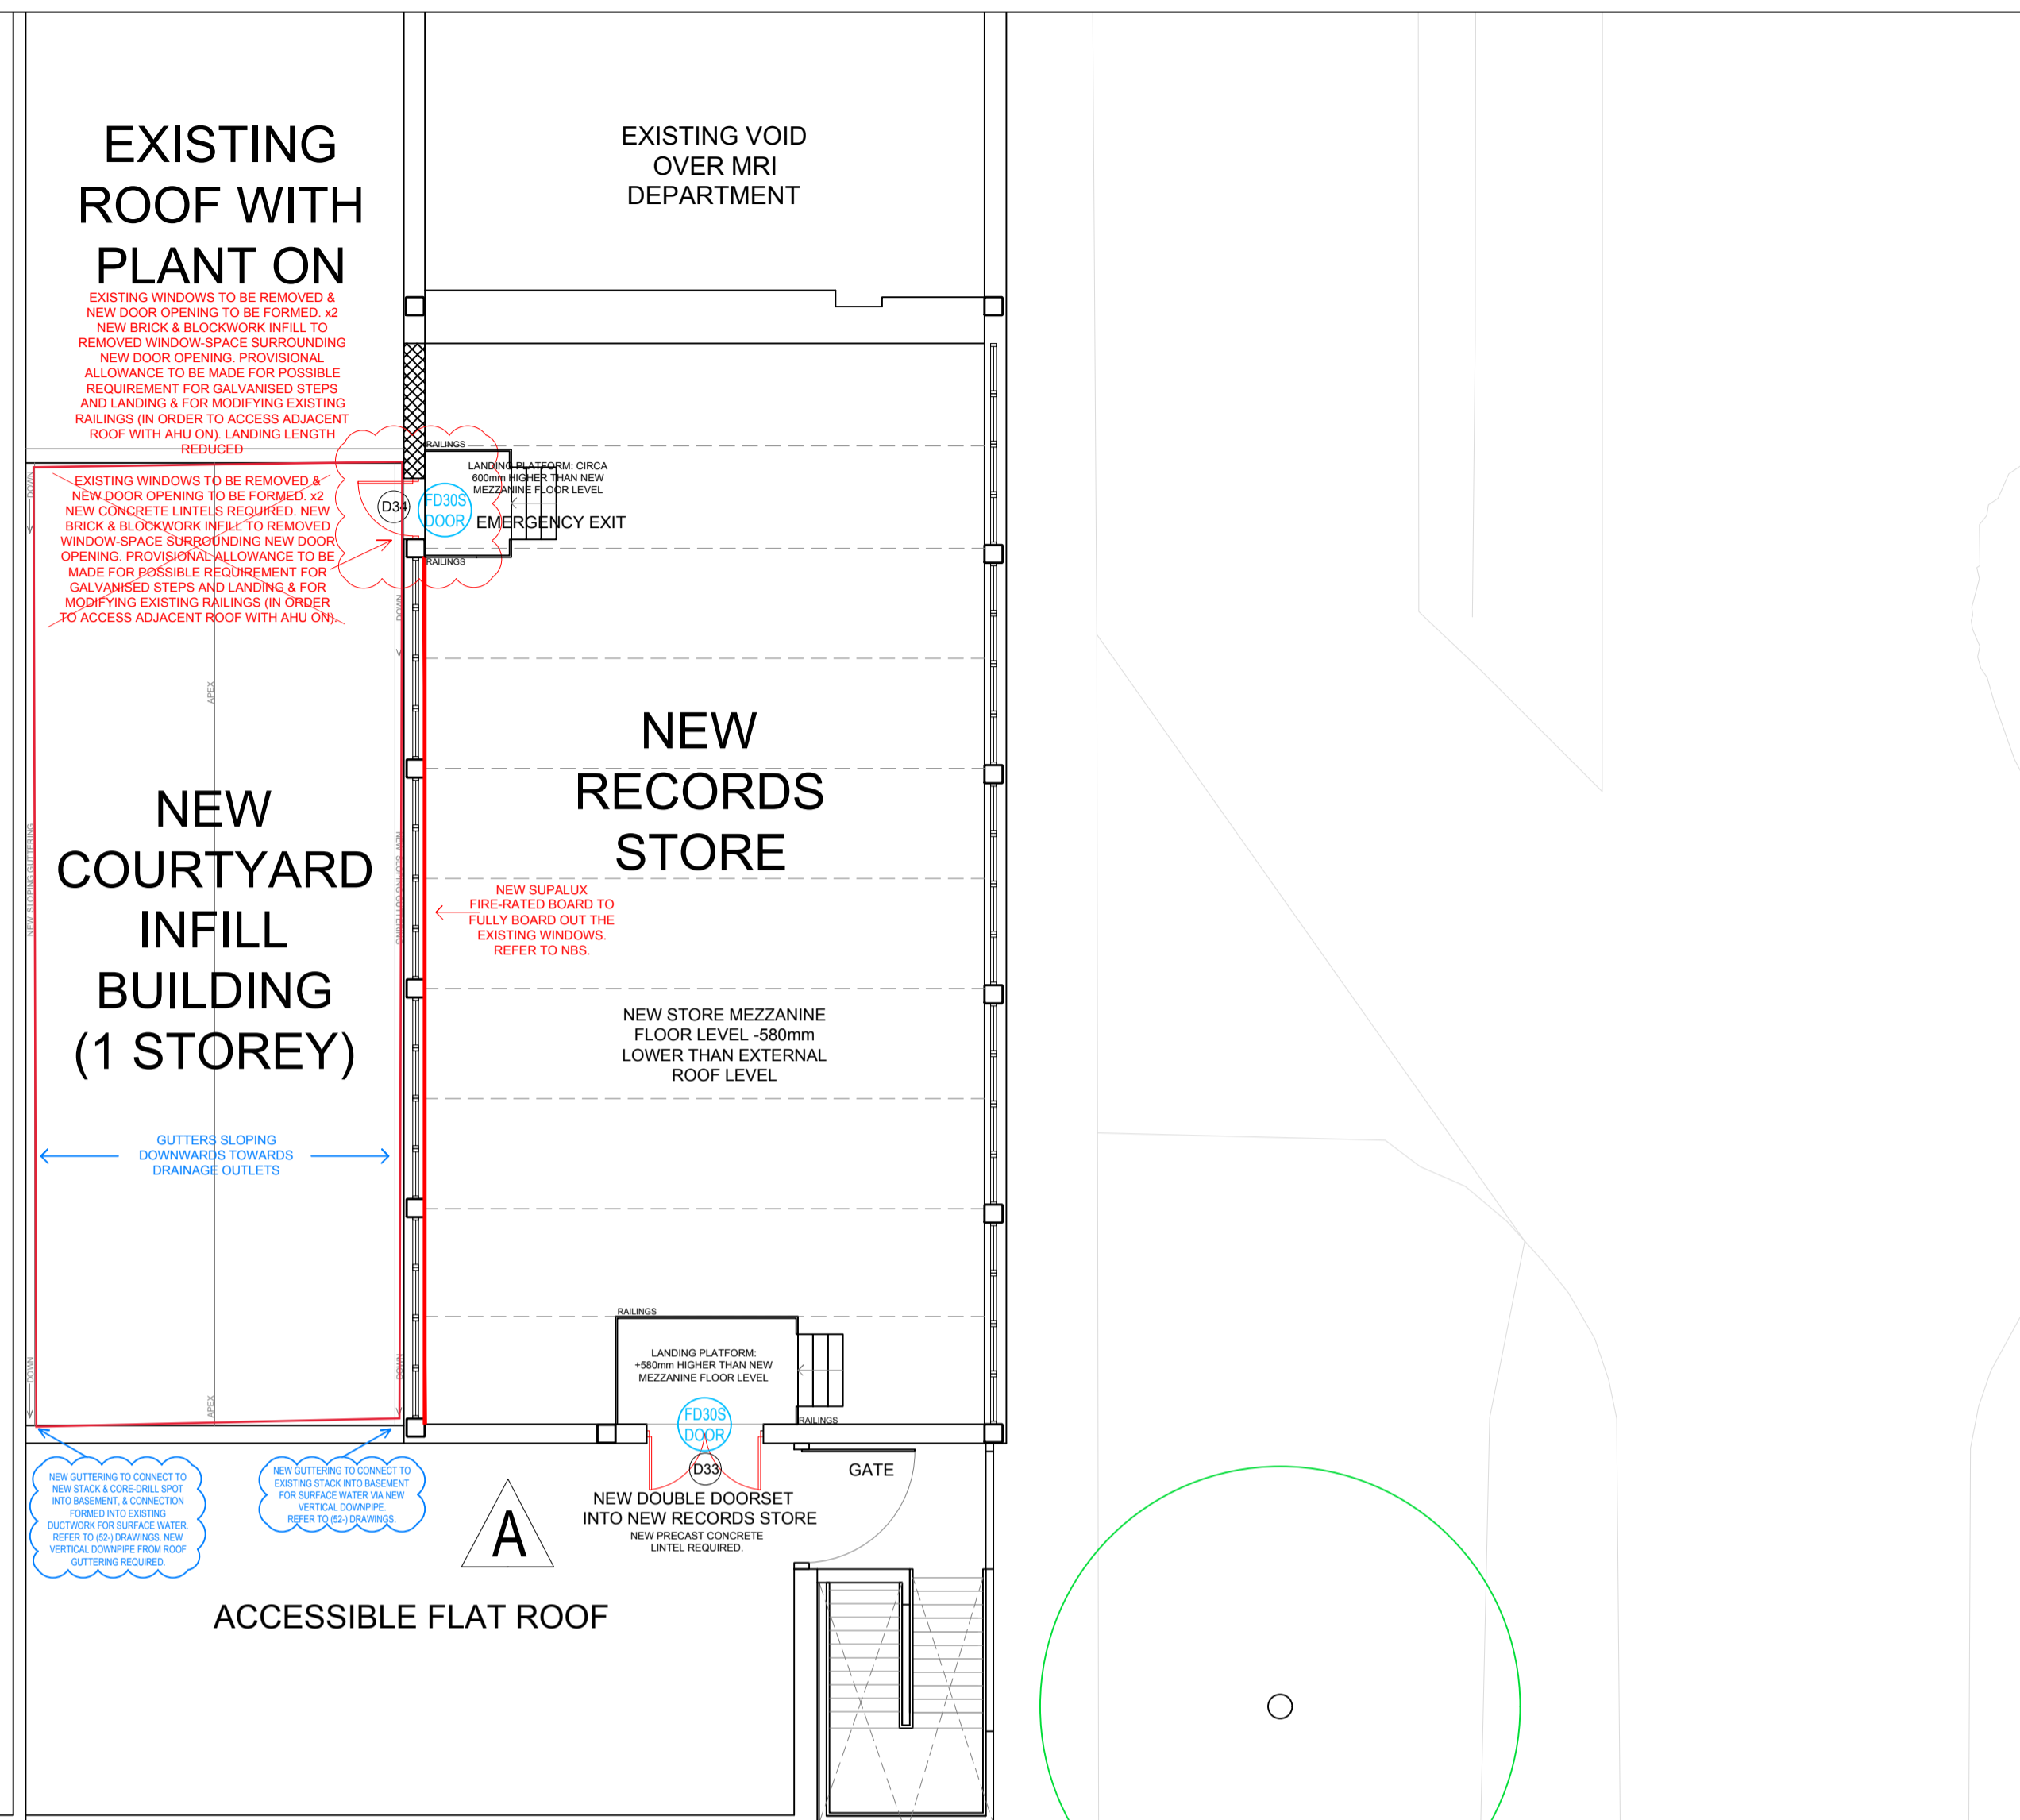 EXISTING
ROOF WITH
PLANT ON
EXISTING WINDOWS TO BE REMOVED &
NEW DOOR OPENING TO BE FORMED. x2
NEW BRICK & BLOCKWORK INFILL TO
REMOVED WINDOW-SPACE SURROUNDING
NEW DOOR OPENING. PROVISIONAL
ALLOWANCE TO BE MADE FOR POSSIBLE
REQUIREMENT FOR GALVANISED STEPS
AND LANDING & FOR MODIFYING EXISTING
RAILINGS (IN ORDER TO ACCESS ADJACENT
ROOF WITH AHU ON). LANDING LENGTH
REDUCED
EXISTING WINDOWS TO BE REMOVED &
NEW DOOR OPENING TO BE FORMED. x2
NEW CONCRETE LINTELS REQUIRED. NEW
BRICK & BLOCKWORK INFILL TO REMOVED
WINDOW-SPACE SURROUNDING NEW DOOR
OPENING. PROVISIONAL ALLOWANCE TO BE
MADE FOR POSSIBLE REQUIREMENT FOR
GALVANISED STEPS AND LANDING & FOR
MODIFYING EXISTING RAILINGS (IN ORDER
TO ACCESS ADJACENT ROOF WITH AHU ON).
EXISTING VOID
OVER MRI
DEPARTMENT
RAILINGS
LANDING PLATFORM: CIRCA
600mm HIGHER THAN NEW
MEZZANINE FLOOR LEVEL
D34
FD30S
DOOR
EMERGENCY EXIT
RAILINGS
DOWN
DOWN
APEX
NEW SLOPING GUTTERING
NEW SLOPING GUTTERING
NEW
COURTYARD
INFILL
BUILDING
(1 STOREY)
NEW
RECORDS
STORE
NEW SUPALUX
FIRE-RATED BOARD TO
FULLY BOARD OUT THE
EXISTING WINDOWS.
REFER TO NBS.
NEW STORE MEZZANINE
FLOOR LEVEL -580mm
LOWER THAN EXTERNAL
ROOF LEVEL
GUTTERS SLOPING
DOWNWARDS TOWARDS
DRAINAGE OUTLETS
DOWN
APEX
DOWN
RAILINGS
LANDING PLATFORM:
+580mm HIGHER THAN NEW
MEZZANINE FLOOR LEVEL
RAILINGS
FD30S
DOOR
D33
GATE
NEW DOUBLE DOORSET
INTO NEW RECORDS STORE
NEW PRECAST CONCRETE
LINTEL REQUIRED.
NEW GUTTERING TO CONNECT TO
NEW STACK & CORE-DRILL SPOT
INTO BASEMENT, & CONNECTION
FORMED INTO EXISTING
DUCTWORK FOR SURFACE WATER.
REFER TO (52-) DRAWINGS. NEW
VERTICAL DOWNPIPE FROM ROOF
GUTTERING REQUIRED.
NEW GUTTERING TO CONNECT TO
EXISTING STACK INTO BASEMENT
FOR SURFACE WATER VIA NEW
VERTICAL DOWNPIPE.
REFER TO (52-) DRAWINGS.
A
ACCESSIBLE FLAT ROOF